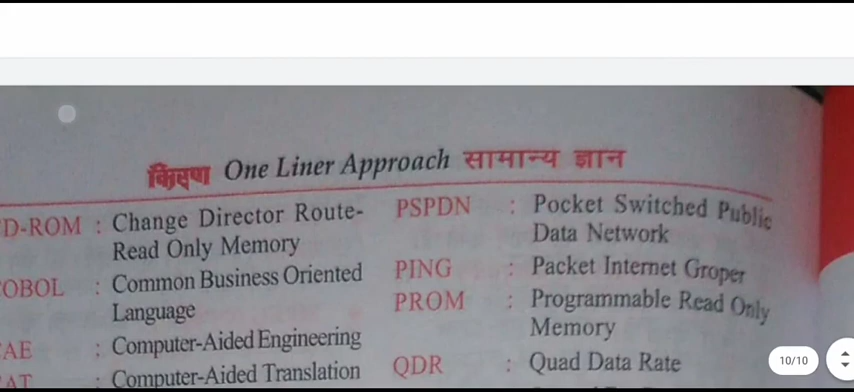 किरण One Liner Approach सामान्य ज्ञान
D-ROM : Change Director Route-
Read Only Memory
OBOL : Common Business Oriented
Language
AE : Computer-Aided Engineering
AT : Computer-Aided Translation
PSPDN : Pocket Switched Public
Data Network
PING : Packet Internet Groper
PROM : Programmable Read Only
Memory
QDR : Quad Data Rate
10/10